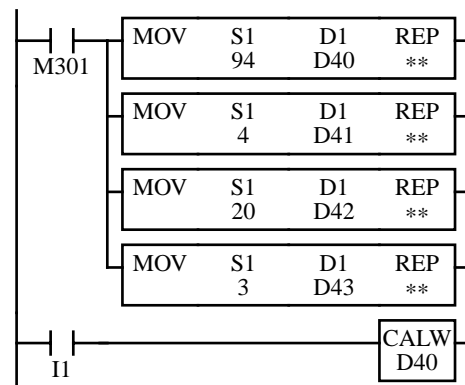 MOV S1 D1 REP
94 D40 **
M301
MOV S1 D1 REP
4 D41 **
MOV S1 D1 REP
20 D42 **
MOV S1 D1 REP
3 D43 **
CALW
D40
I1